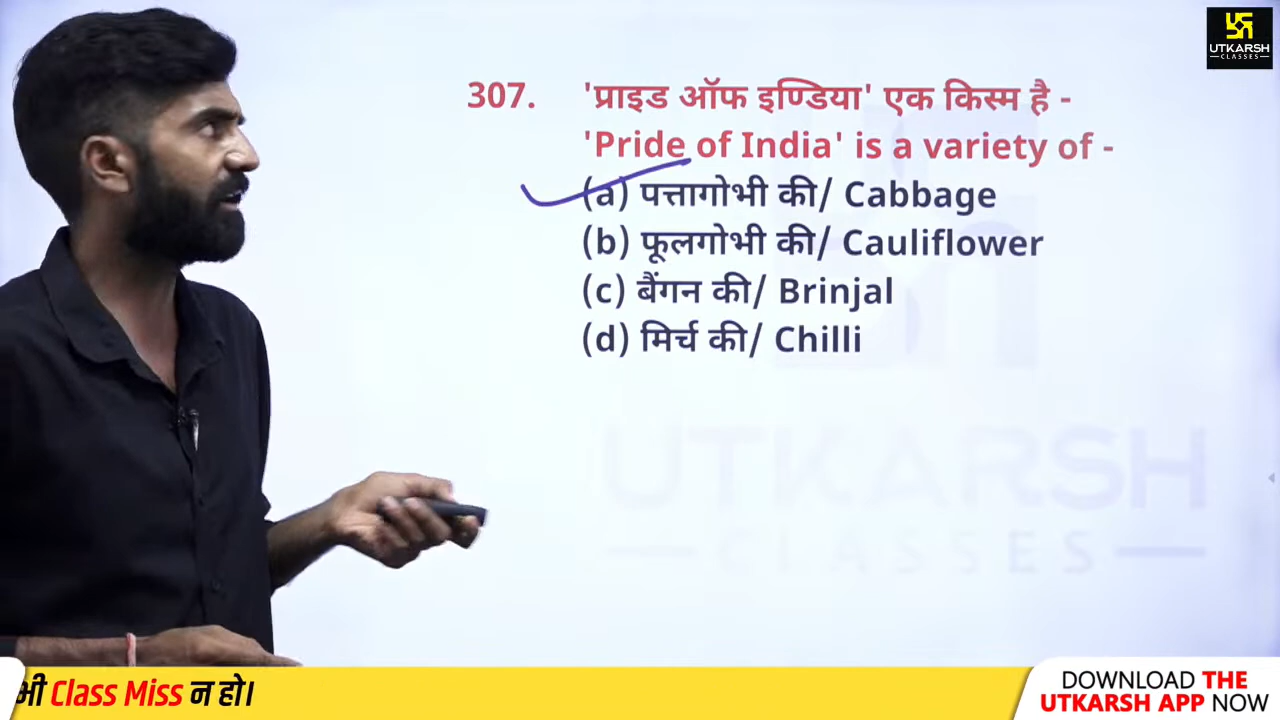 UTKARSH
CLASSES
307. 'प्राइड ऑफ इण्डिया' एक किस्म है -
'Pride of India' is a variety of -
(a) पत्तागोभी की/ Cabbage
(b) फूलगोभी की/ Cauliflower
(c) बैंगन की/ Brinjal
(d) मिर्च की/ Chilli
UTKARSH
CLASSES
भी Class Miss न हो।
DOWNLOAD THE
UTKARSH APP NOW